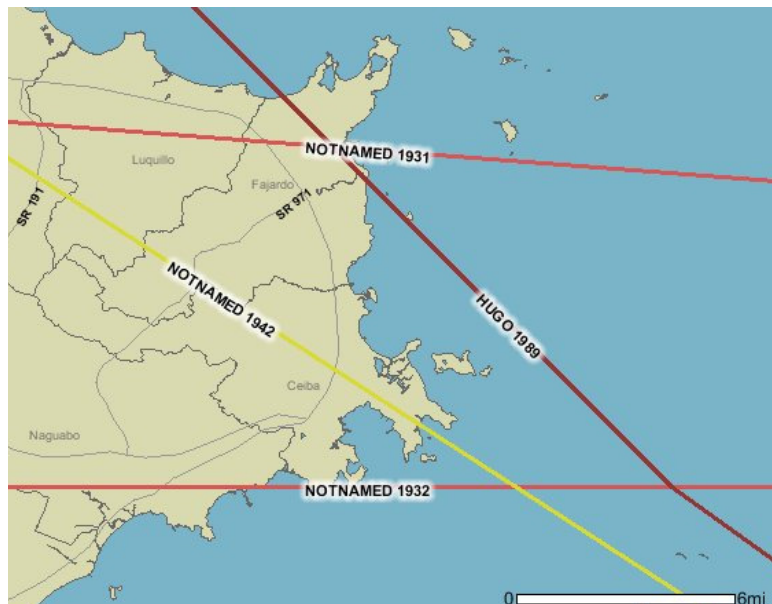 NOTNAMED 1931
Luquillo
Fajardo
SR 191
SR 971
NOTNAMED 1942
HUGO 1989
Ceiba
Naguabo
NOTNAMED 1932
0 6mi